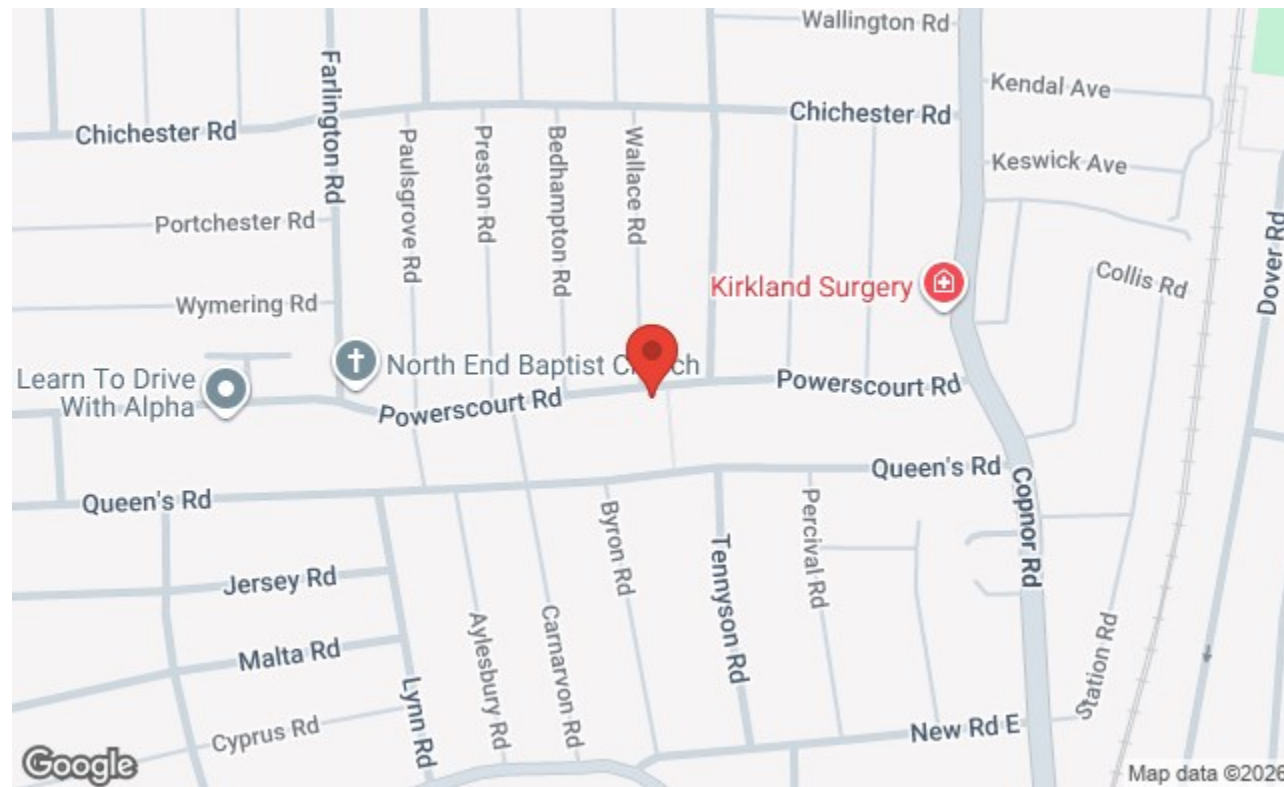 Wallington Rd
Farlington Rd
Kendal Ave
Chichester Rd
Chichester Rd
Paulsgrove Rd
Preston Rd
Bedhampton Rd
Wallace Rd
Keswick Ave
Portchester Rd
Dover Rd
Collis Rd
Kirkland Surgery
Wymering Rd
North End Baptist Church
Learn To Drive
With Alpha
Powerscourt Rd
Powerscourt Rd
Queen's Rd
Queen's Rd
Copnor Rd
Byron Rd
Percival Rd
Tennyson Rd
Jersey Rd
Aylesbury Rd
Carnarvon Rd
Station Rd
Malta Rd
Lynn Rd
Cyprus Rd
New Rd E
Google
Map data ©2026